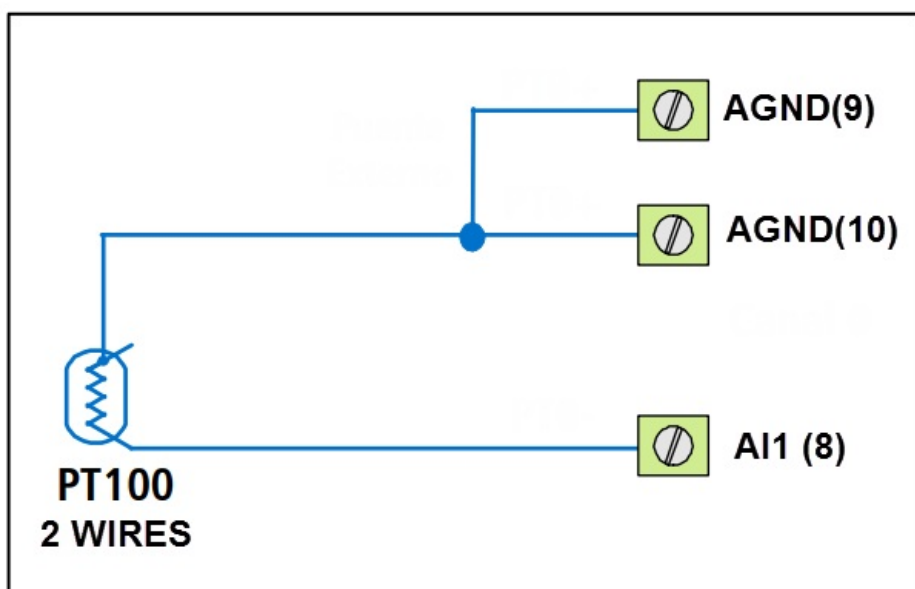 AGND(9)
AGND(10)
AI1 (8)
PT100
2 WIRES